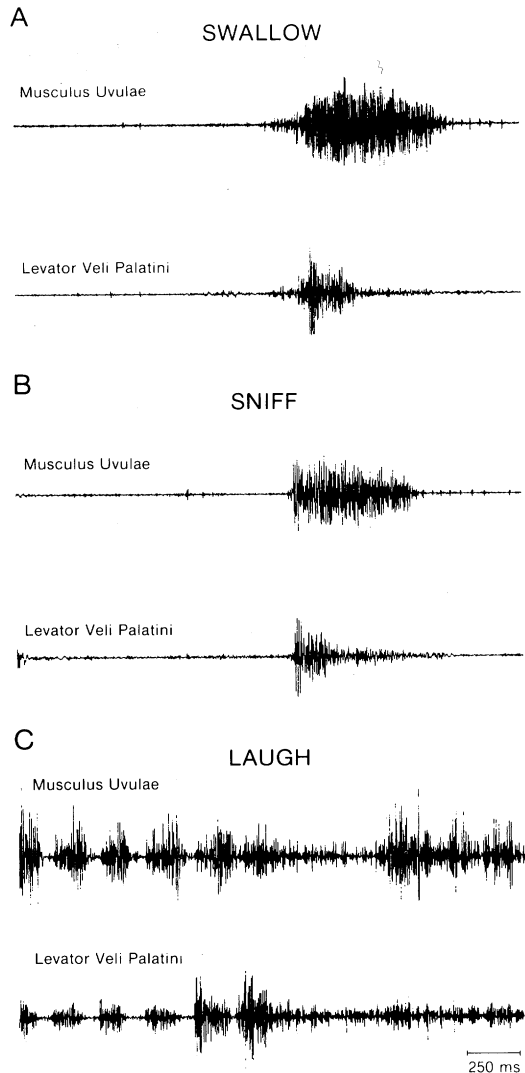 A
SWALLOW
Musculus Uvulae
Levator Veli Palatini
B
SNIFF
Musculus Uvulae
Levator Veli Palatini
C
LAUGH
Musculus Uvulae
Levator Veli Palatini
250 ms